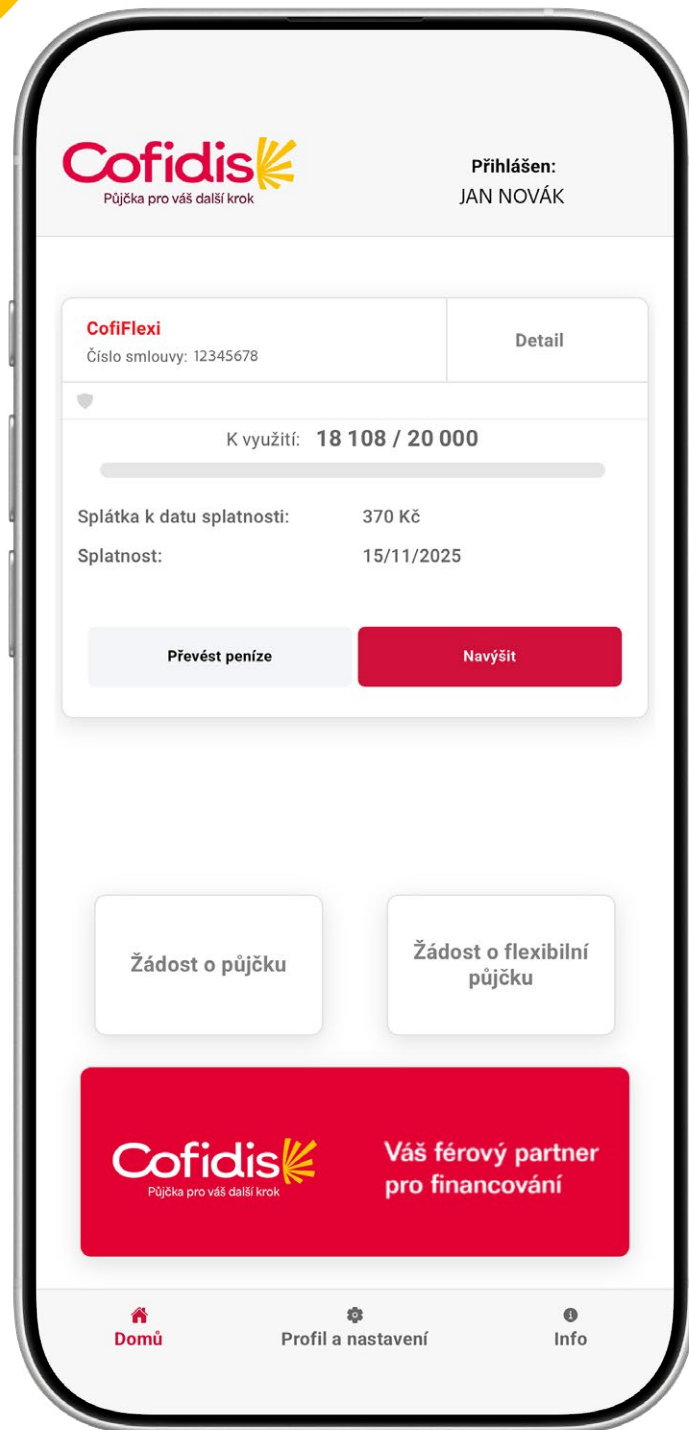 Cofidis
Půjčka pro váš další krok
Přihlášen:
JAN NOVÁK
CofiFlexi
Číslo smlouvy: 12345678
Detail
K využití: 18 108 / 20 000
Splátka k datu splatnosti: 370 Kč
Splatnost: 15/11/2025
Převést peníze
Navýšit
Žádost o půjčku
Žádost o flexibilní
půjčku
Cofidis
Půjčka pro váš další krok
Váš férový partner
pro financování
Domů
Profil a nastavení
Info